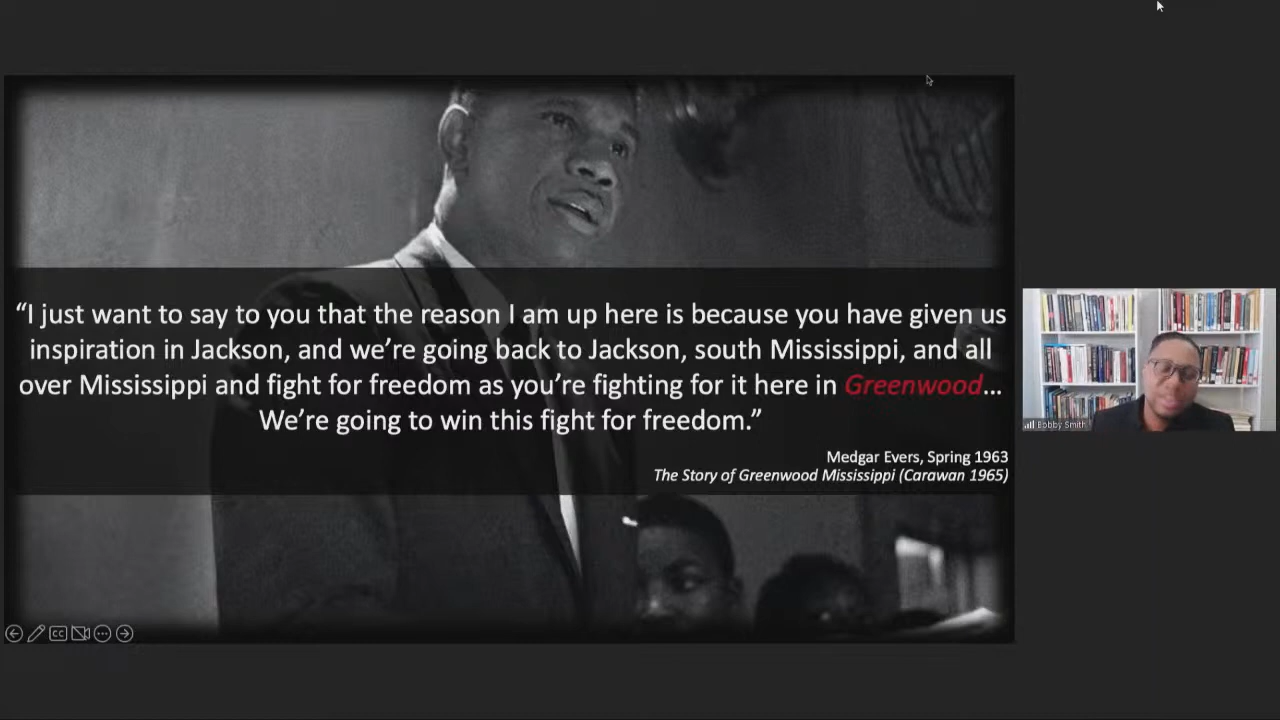 “I just want to say to you that the reason I am up here is because you have given us
inspiration in Jackson, and we’re going back to Jackson, south Mississippi, and all
over Mississippi and fight for freedom as you’re fighting for it here in Greenwood...
We’re going to win this fight for freedom.”
Medgar Evers, Spring 1963
The Story of Greenwood Mississippi (Carawan 1965)
Bobby Smith
CC